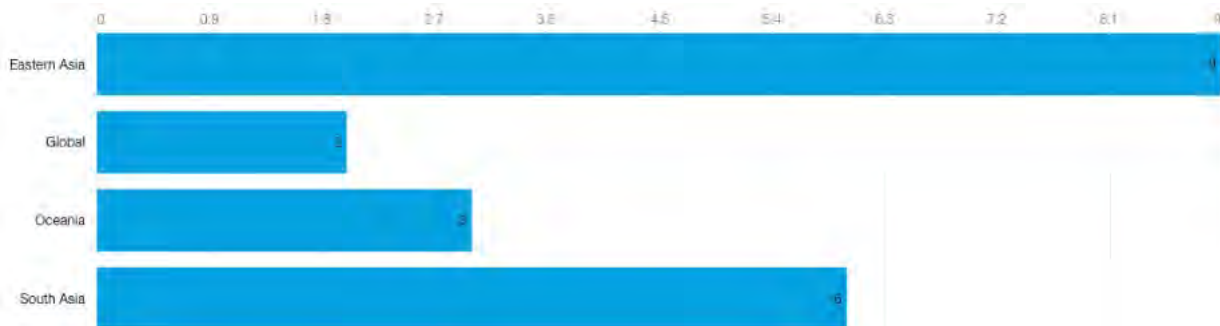 0 0.9 1.8 2.7 3.6 4.5 5.4 6.3 7.2 8.1 9
Eastern Asia 9
Global 2
Oceania 3
South Asia 6